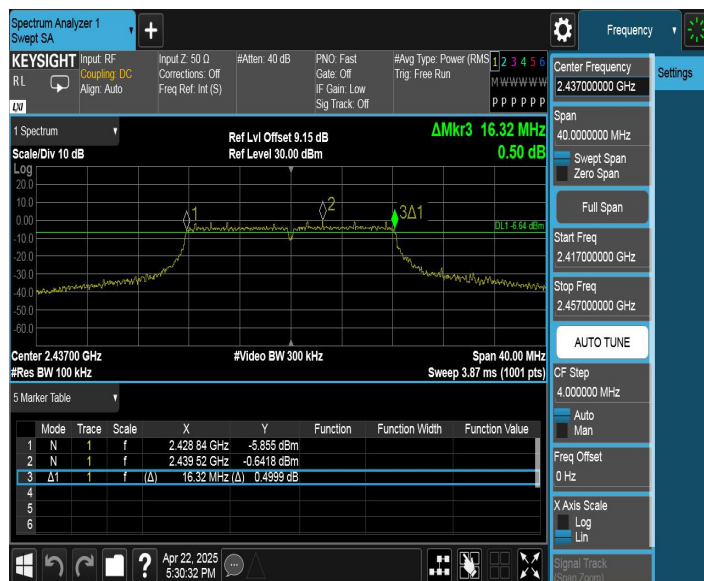 Spectrum Analyzer 1
Swept SA
+
Frequency
KEYSIGHT
RL
LXI
Input: RF
Coupling: DC
Align: Auto
Input Z: 50 Ω
Corrections: Off
Freq Ref: Int (S)
#Atten: 40 dB
PNO: Fast
Gate: Off
IF Gain: Low
Sig Track: Off
#Avg Type: Power (RMS
Trig: Free Run
1 2 3 4 5 6
M W W W W W
P P P P P P
1 Spectrum
Scale/Div 10 dB
Ref Lvl Offset 9.15 dB
Ref Level 30.00 dBm
ΔMkr3 16.32 MHz
0.50 dB
Log
20.0
10.0
0.00
-10.0
-20.0
-30.0
-40.0
-50.0
-60.0
1
2
3Δ1
DL1 -6.64 dBm
Center 2.43700 GHz
#Video BW 300 kHz
Span 40.00 MHz
#Res BW 100 kHz
Sweep 3.87 ms (1001 pts)
5 Marker Table
Mode Trace Scale X Y Function Function Width Function Value
1 N 1 f 2.428 84 GHz -5.855 dBm
2 N 1 f 2.439 52 GHz -0.6418 dBm
3 Δ1 1 f (Δ) 16.32 MHz (Δ) 0.4999 dB
4
5
6
Apr 22, 2025
5:30:32 PM
Center Frequency
2.437000000 GHz
Span
40.0000000 MHz
Swept Span
Zero Span
Full Span
Start Freq
2.417000000 GHz
Stop Freq
2.457000000 GHz
AUTO TUNE
CF Step
4.000000 MHz
Auto
Man
Freq Offset
0 Hz
X Axis Scale
Log
Lin
Signal Track
(Span Zoom)
Settings